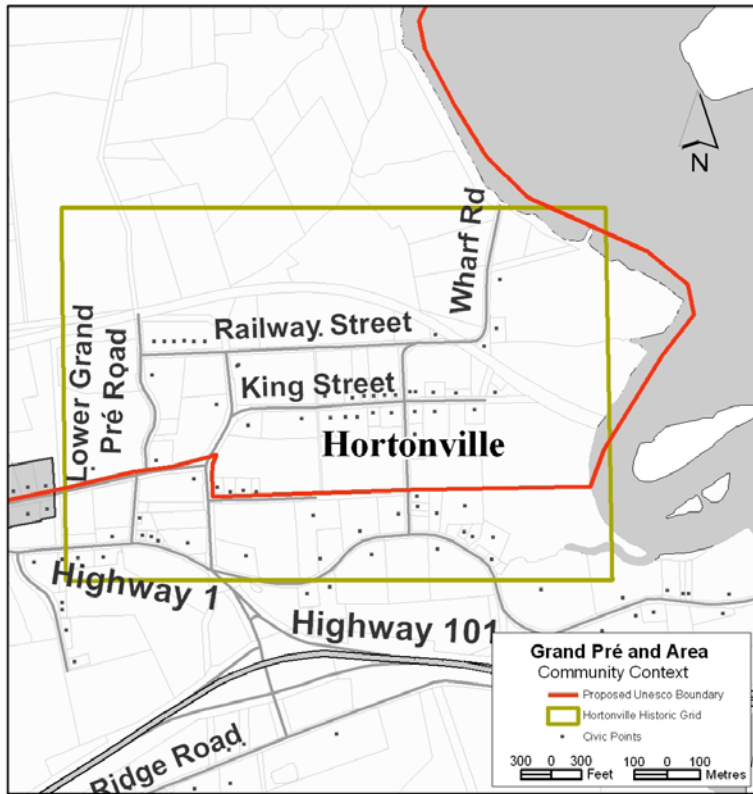 N
Wharf Rd
Railway Street
Lower Grand
Pré Road
King Street
Hortonville
Highway 1
Highway 101
Ridge Road
Grand Pré and Area
Community Context
Proposed Unesco Boundary
Hortonville Historic Grid
Civic Points
300 0 300 100 0 100
Feet Metres